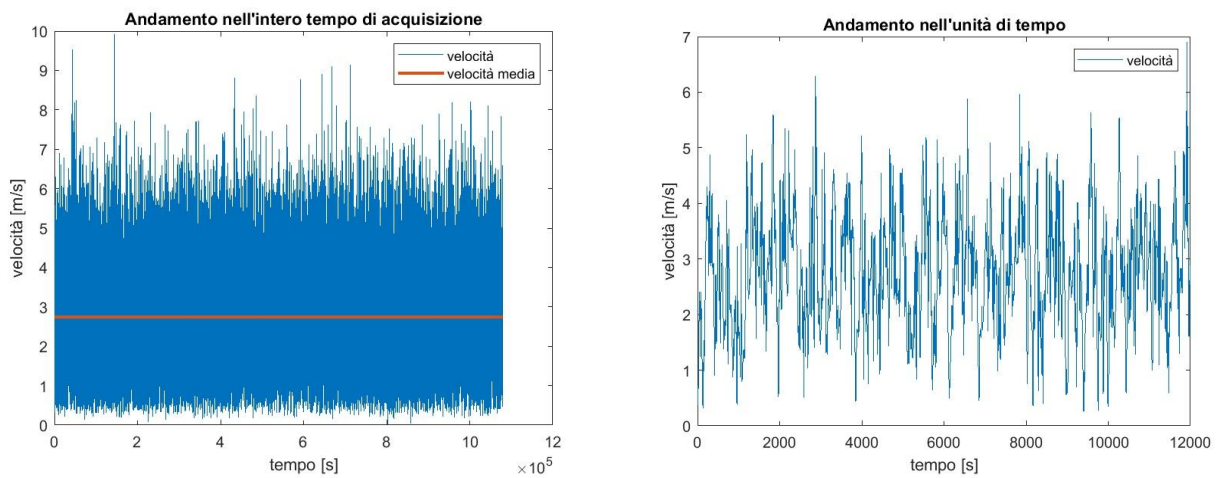 Andamento nell'intero tempo di acquisizione
velocità
velocità media
velocità [m/s]
10
9
8
7
6
5
4
3
2
1
0
0 2 4 6 8 10 12
×10⁵
tempo [s]
Andamento nell'unità di tempo
velocità
velocità [m/s]
7
6
5
4
3
2
1
0
0 2000 4000 6000 8000 10000 12000
tempo [s]